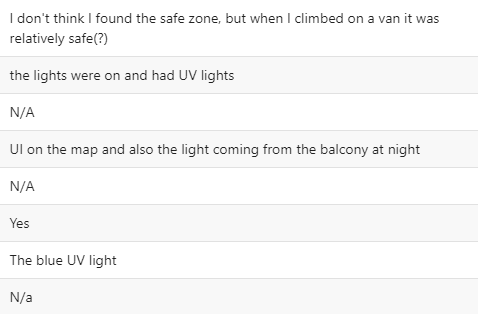 I don't think I found the safe zone, but when I climbed on a van it was
relatively safe(?)
the lights were on and had UV lights
N/A
UI on the map and also the light coming from the balcony at night
N/A
Yes
The blue UV light
N/a